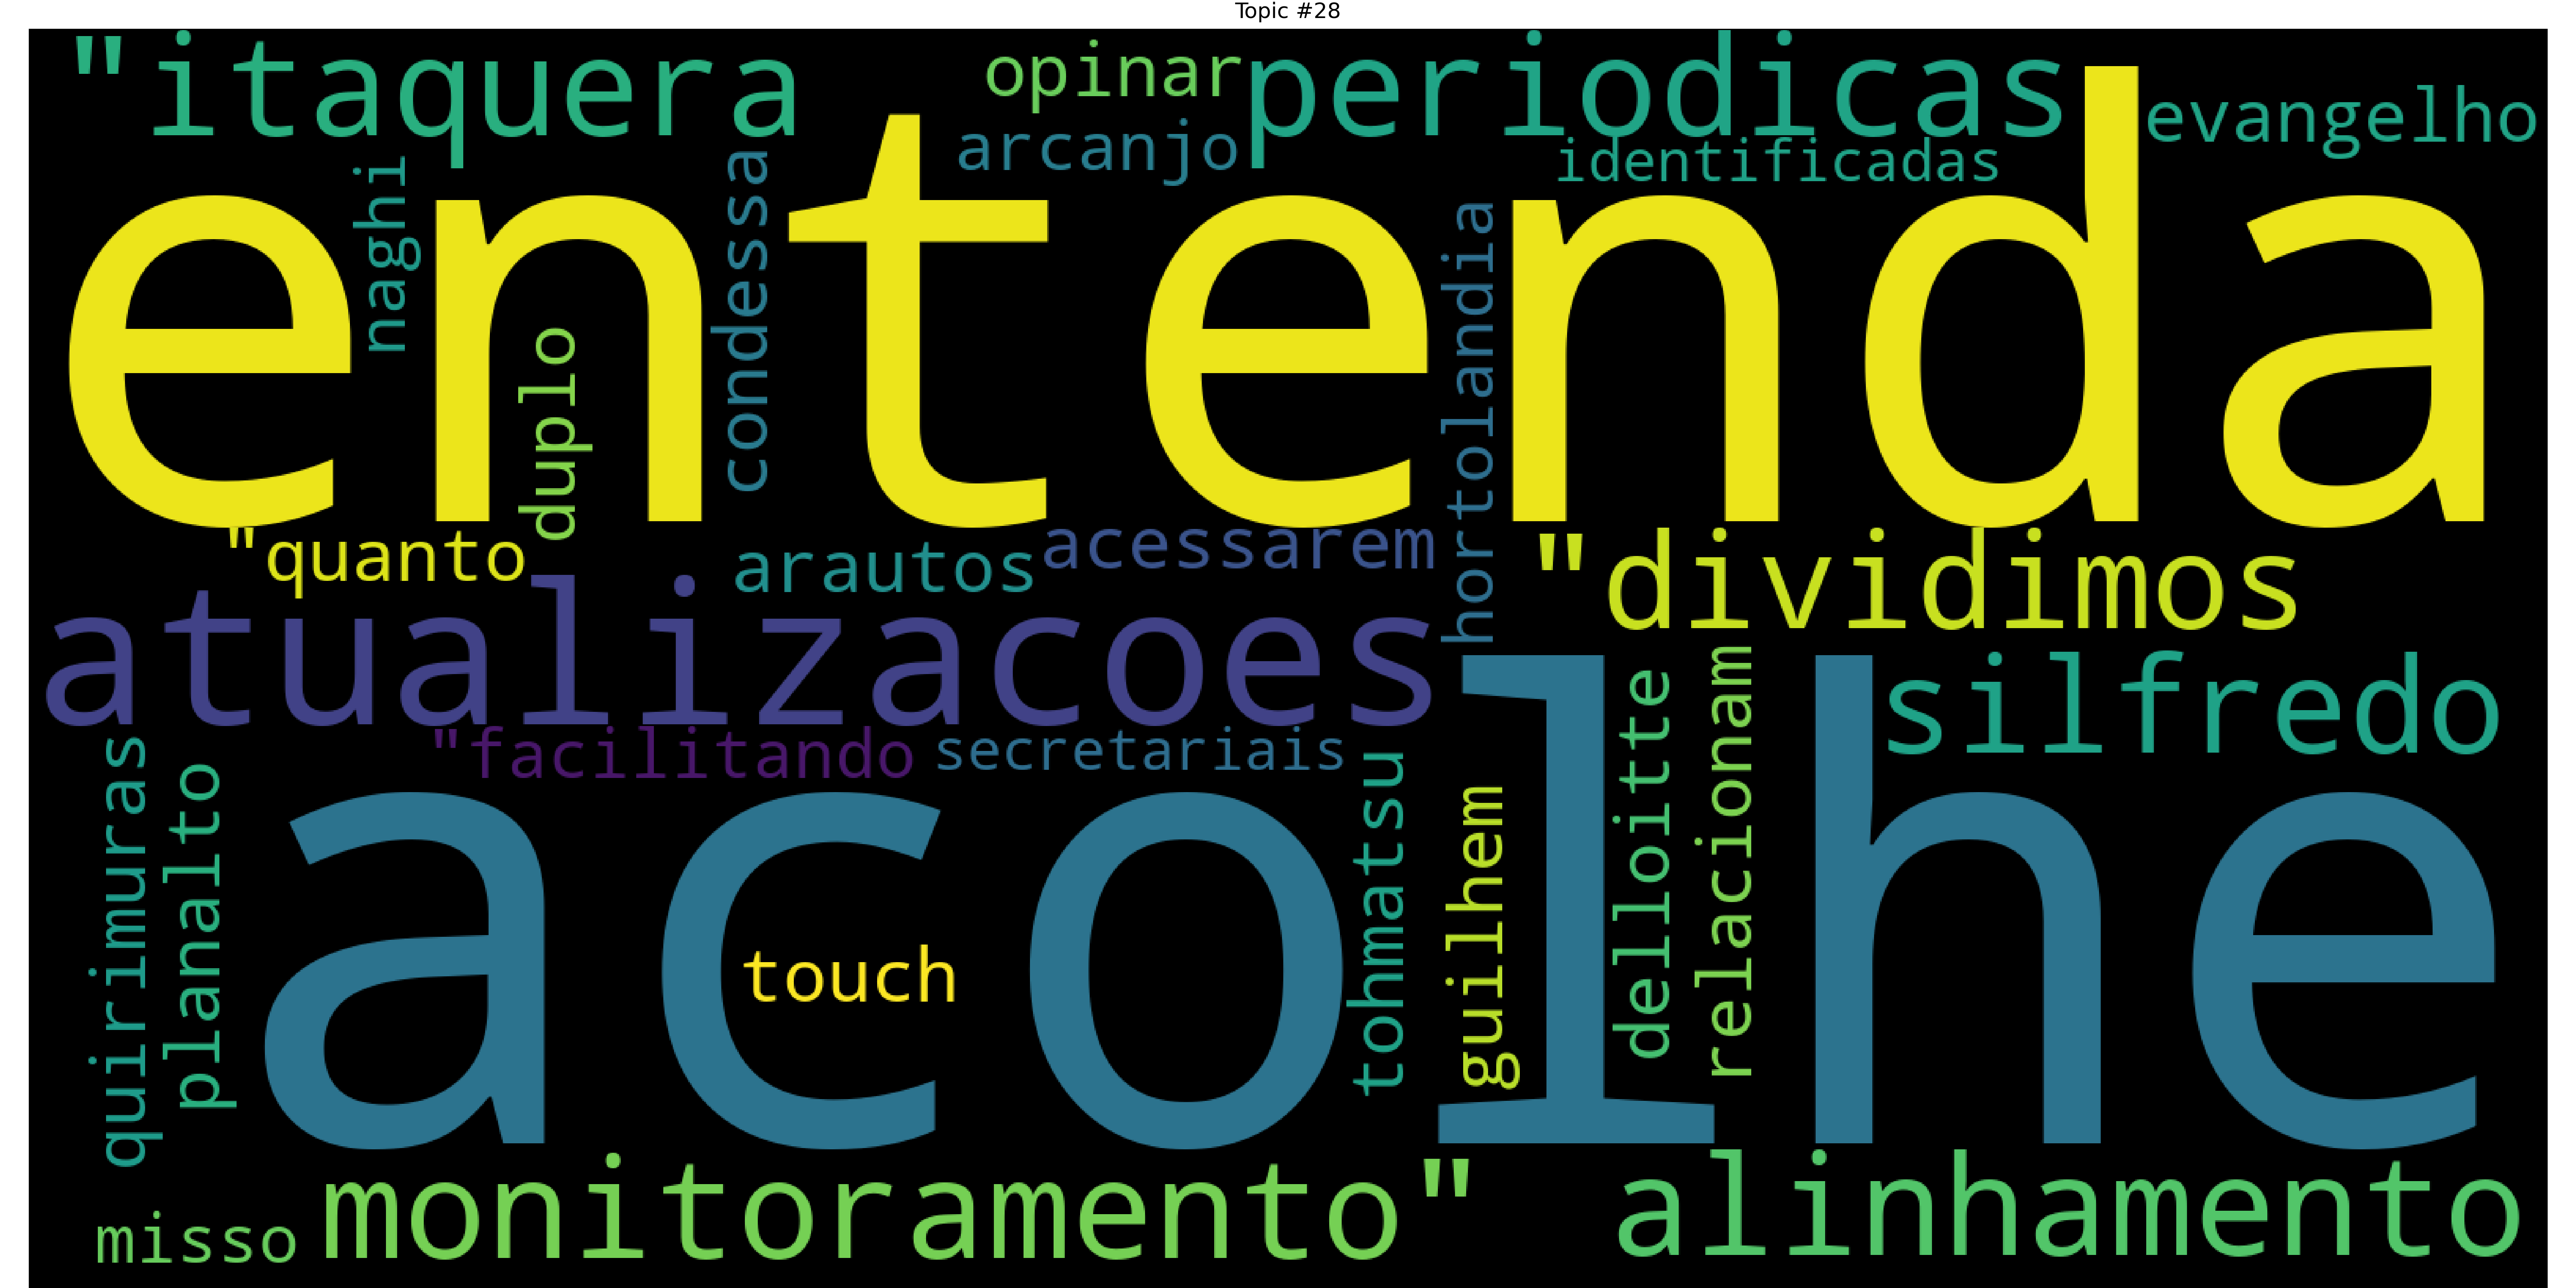 Topic #28
"itaquera
opinar
periodicas
evangelho
arcanjo
identificadas
naghi
condessa
hortolandia
entenda
duplo
"quanto
arautos
acessarem
"dividimos
atualizacoes
silfredo
"facilitando
secretariais
quirimuras
planalto
acolhe
touch
tohmatsu
guilhem
delloitte
relacionam
misso
monitoramento"
alinhamento